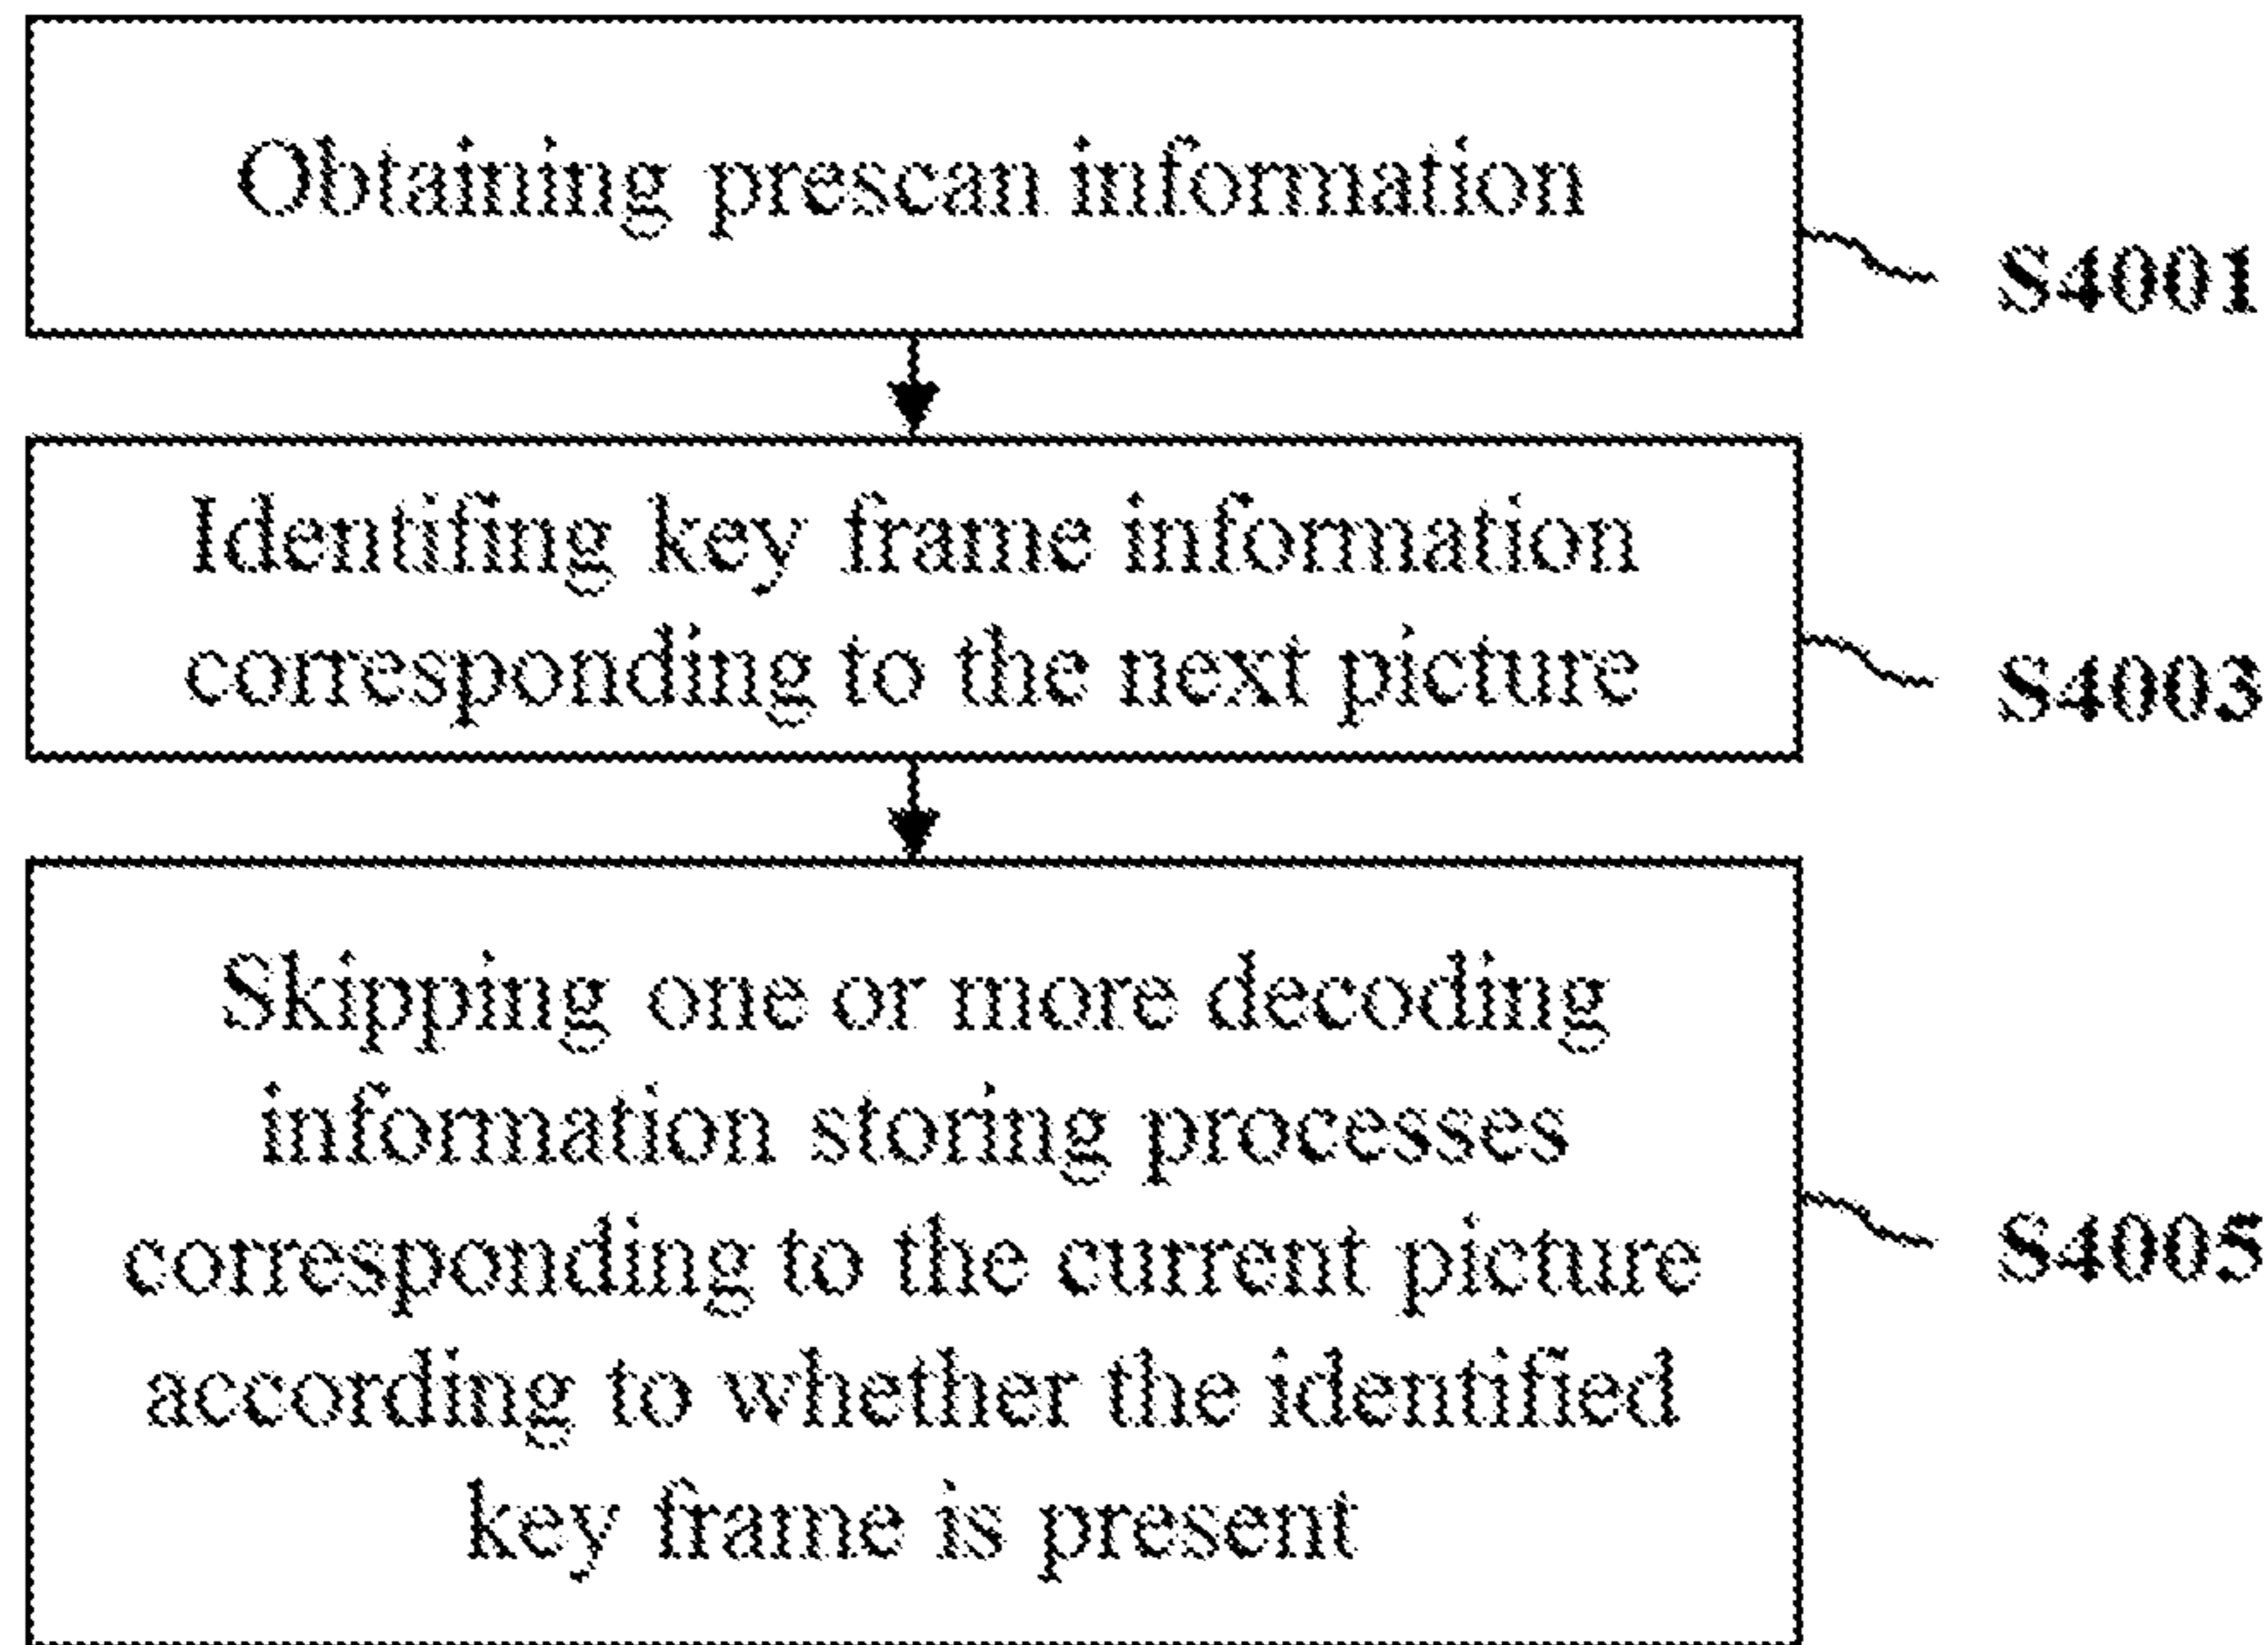 Obtaining prescan information
S4001
Identifing key frame information
corresponding to the next picture
S4003
Skipping one or more decoding
information storing processes
corresponding to the current picture
according to whether the identified
key frame is present
S4005